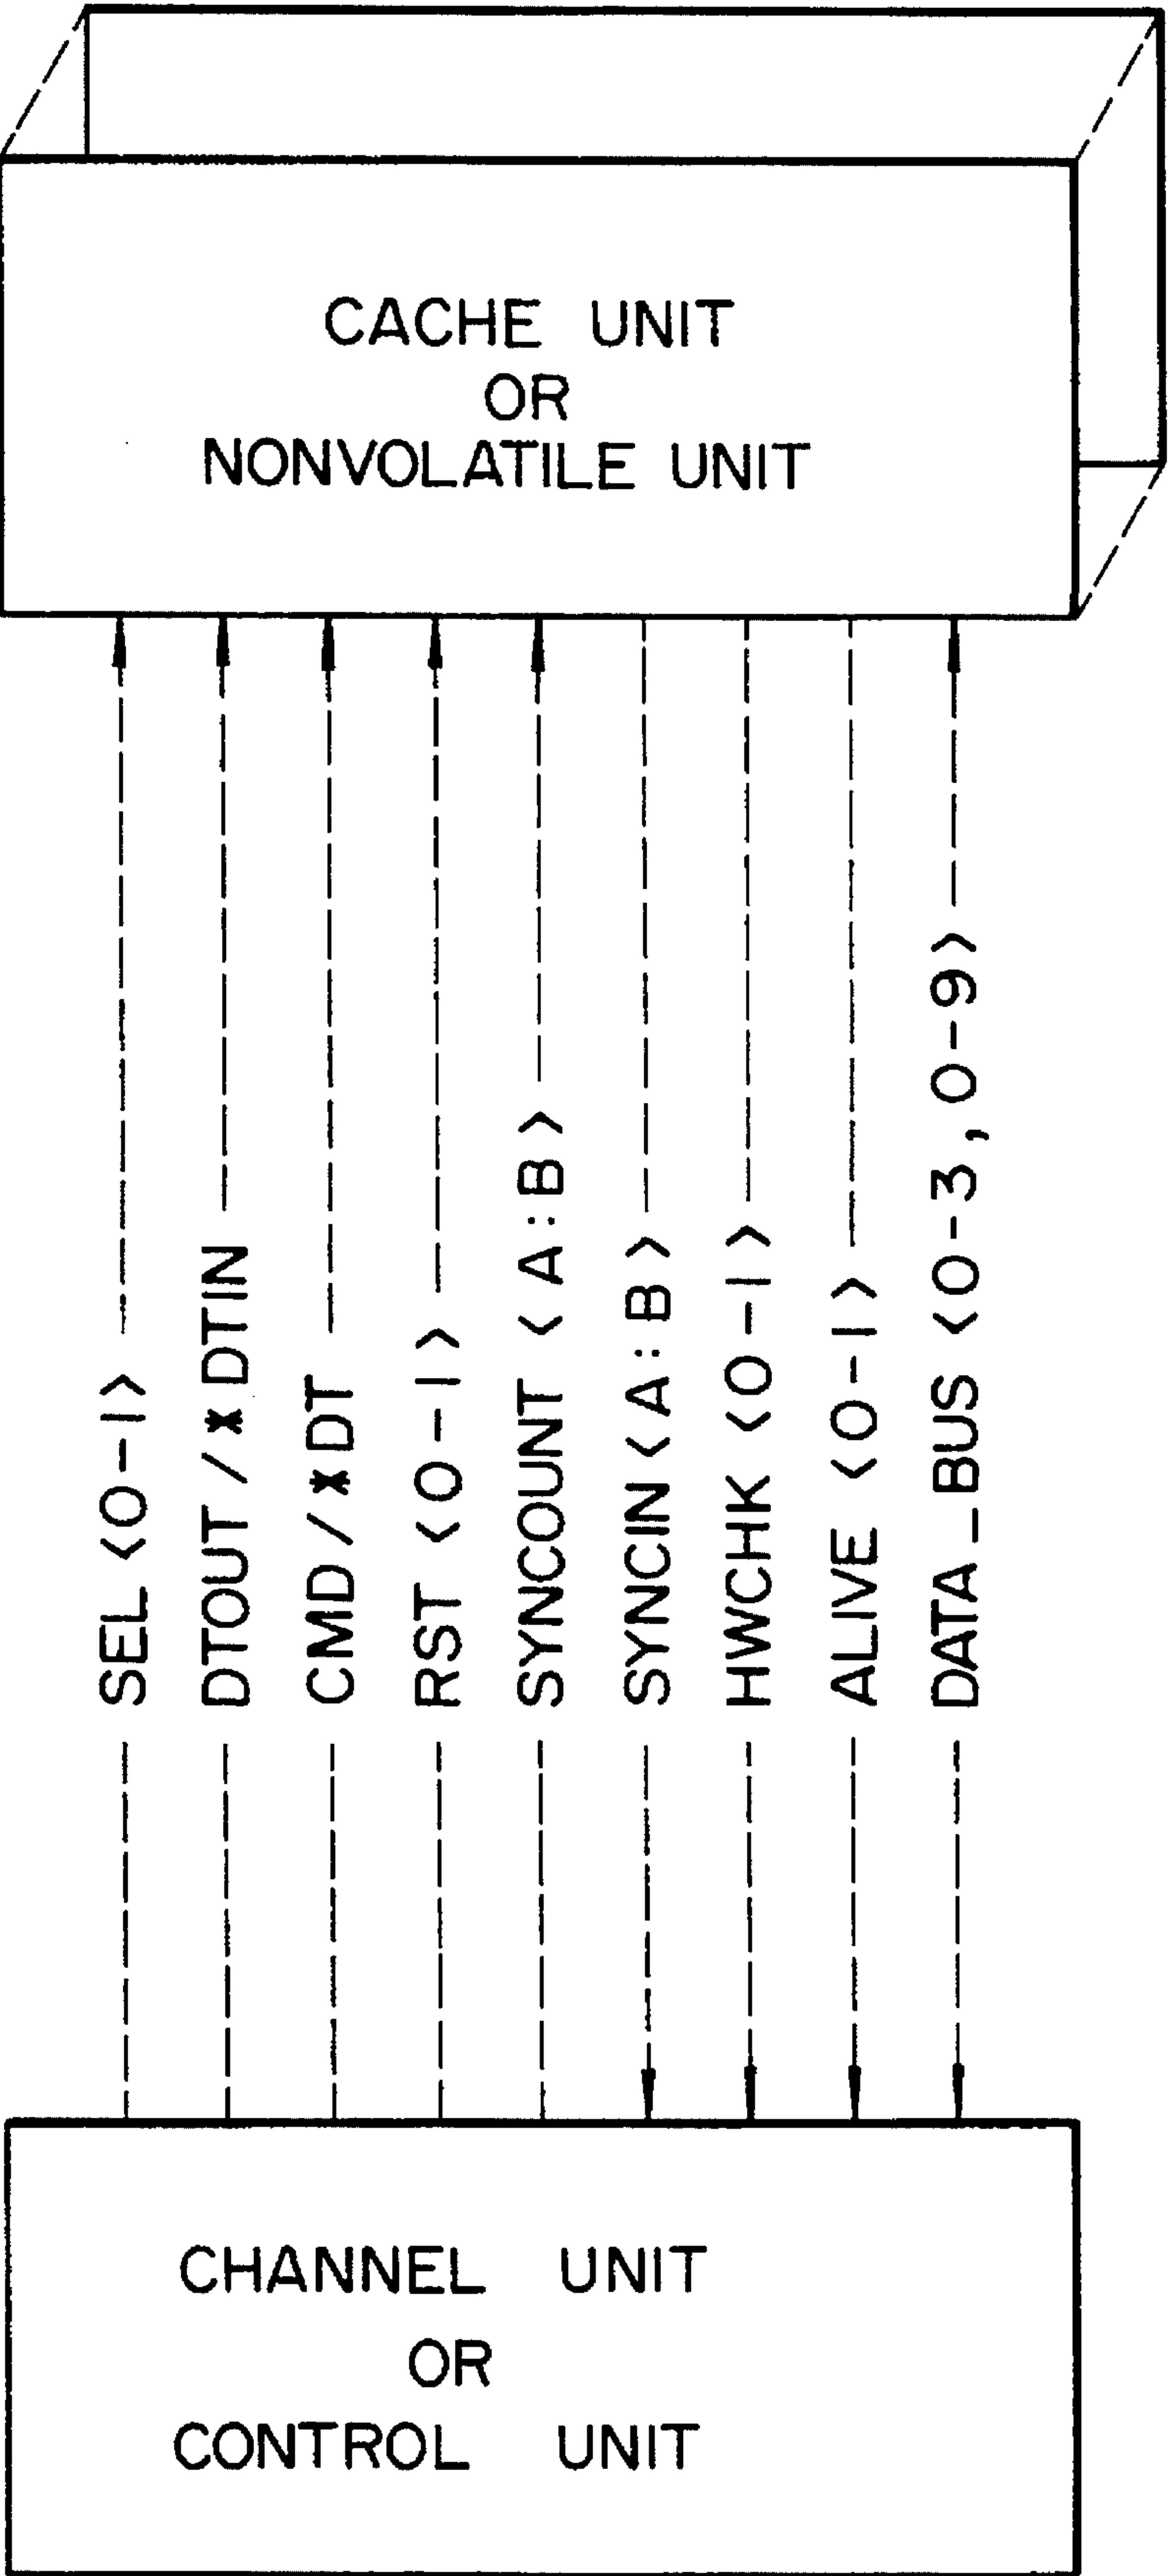 CACHE UNIT
OR
NONVOLATILE UNIT
SEL <0-1>
DTOUT/*DTIN
CMD/*DT
RST <0-1>
SYNCOUNT <A:B>
SYNCIN <A:B>
HWCHK <0-1>
ALIVE <0-1>
DATA_BUS <0-3,0-9>
CHANNEL UNIT
OR
CONTROL UNIT